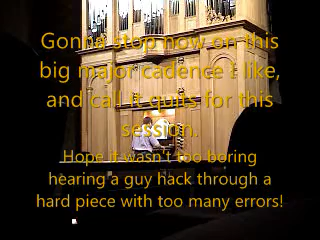 Gonna stop now on this
big major cadence I like,
and call it quits for this
session.
Hope it wasn't too boring
hearing a guy hack through a
hard piece with too many errors!